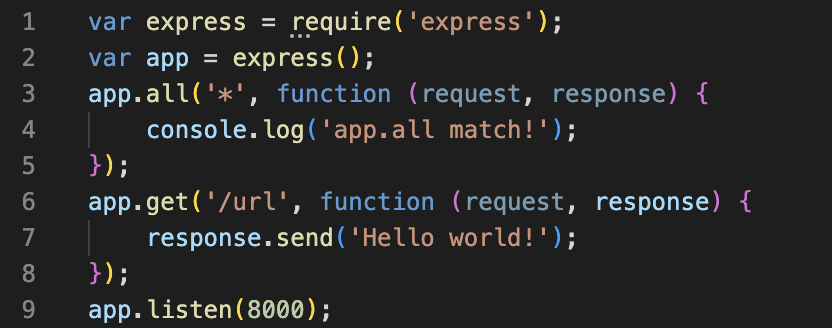 1 var express = require('express');
2 var app = express();
3 app.all('*', function (request, response) {
4 console.log('app.all match!');
5 });
6 app.get('/url', function (request, response) {
7 response.send('Hello world!');
8 });
9 app.listen(8000);